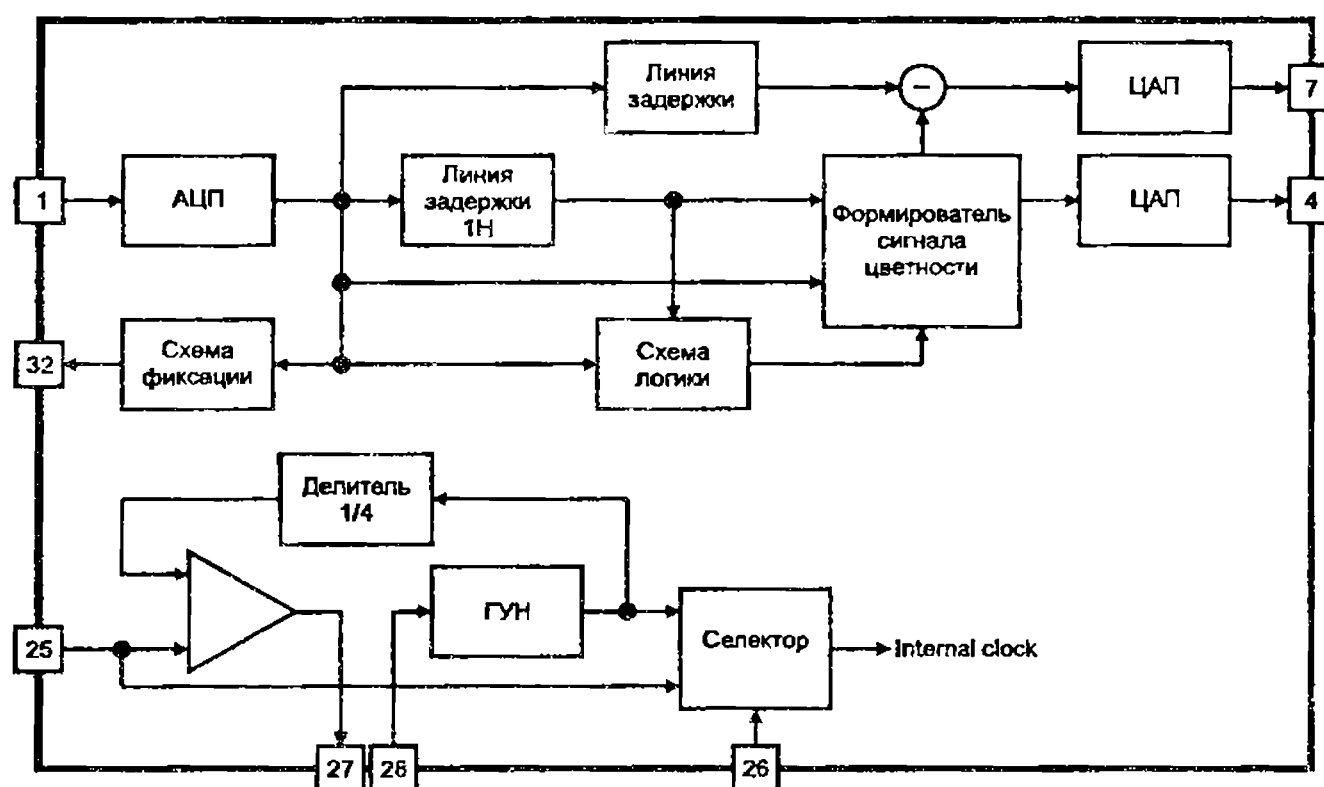 Линия
задержки
−
ЦАП
7
1
АЦП
Линия
задержки
1Н
Формирователь
сигнала
цветности
ЦАП
4
32
Схема
фиксации
Схема
логики
Делитель
1/4
ГУН
25
Селектор
Internal clock
27
28
26